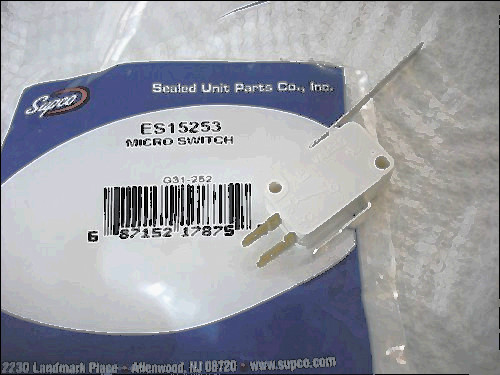 Supco
Sealed Unit Parts Co., Inc.
ES15253
MICRO SWITCH
G31-252
6 87152 17875
2230 Landmark Place - Allenwood, NJ 08720 - www.supco.com